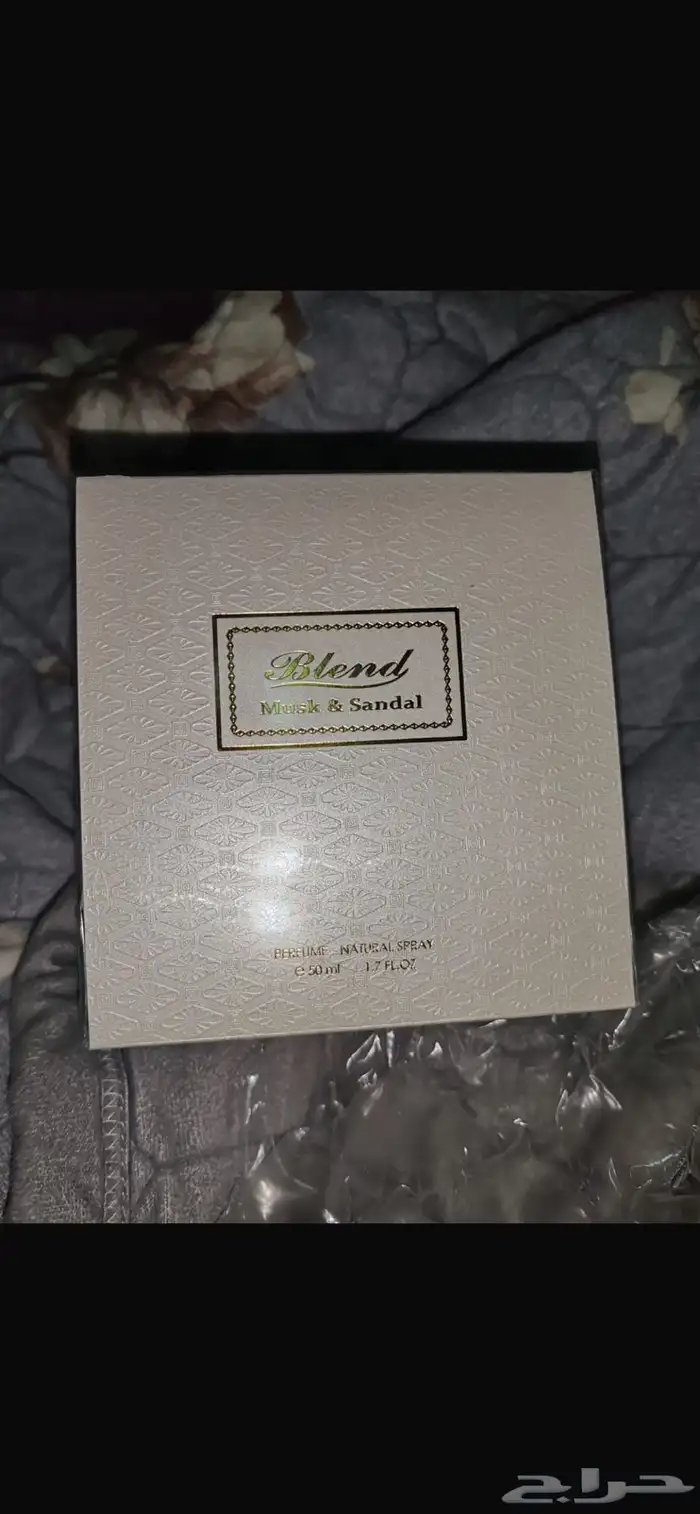 Blend
Musk & Sandal
PERFUME NATURAL SPRAY
e 50 ml 1.7 FL.OZ
حراج